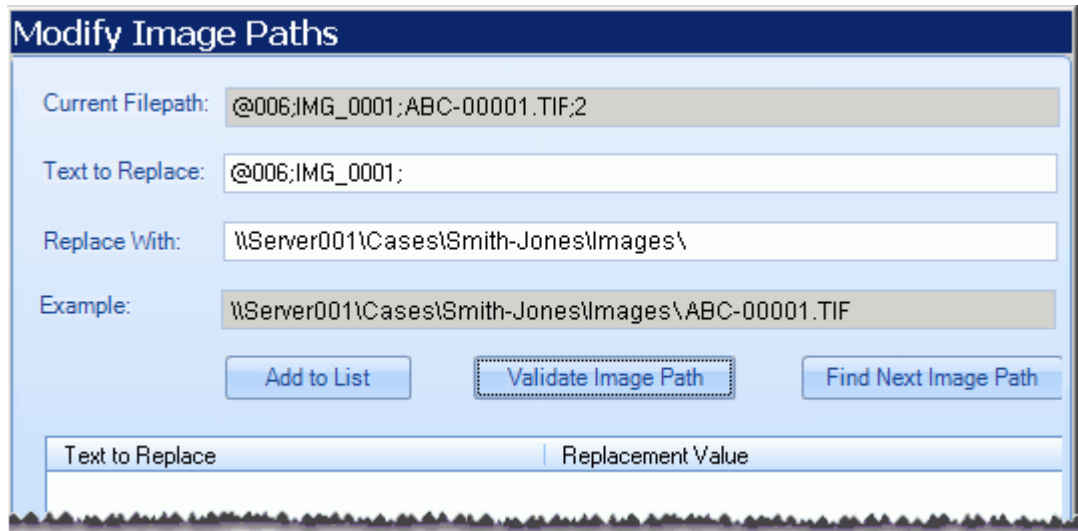 Modify Image Paths
Current Filepath: @006;IMG_0001;ABC-00001.TIF;2
Text to Replace: @006;IMG_0001;
Replace With: \\Server001\Cases\Smith-Jones\Images\
Example: \\Server001\Cases\Smith-Jones\Images\ABC-00001.TIF
Add to List Validate Image Path Find Next Image Path
Text to Replace Replacement Value